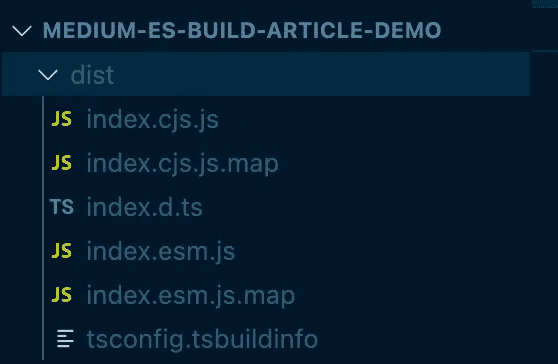 MEDIUM-ES-BUILD-ARTICLE-DEMO
dist
JS index.cjs.js
JS index.cjs.js.map
TS index.d.ts
JS index.esm.js
JS index.esm.js.map
tsconfig.tsbuildinfo